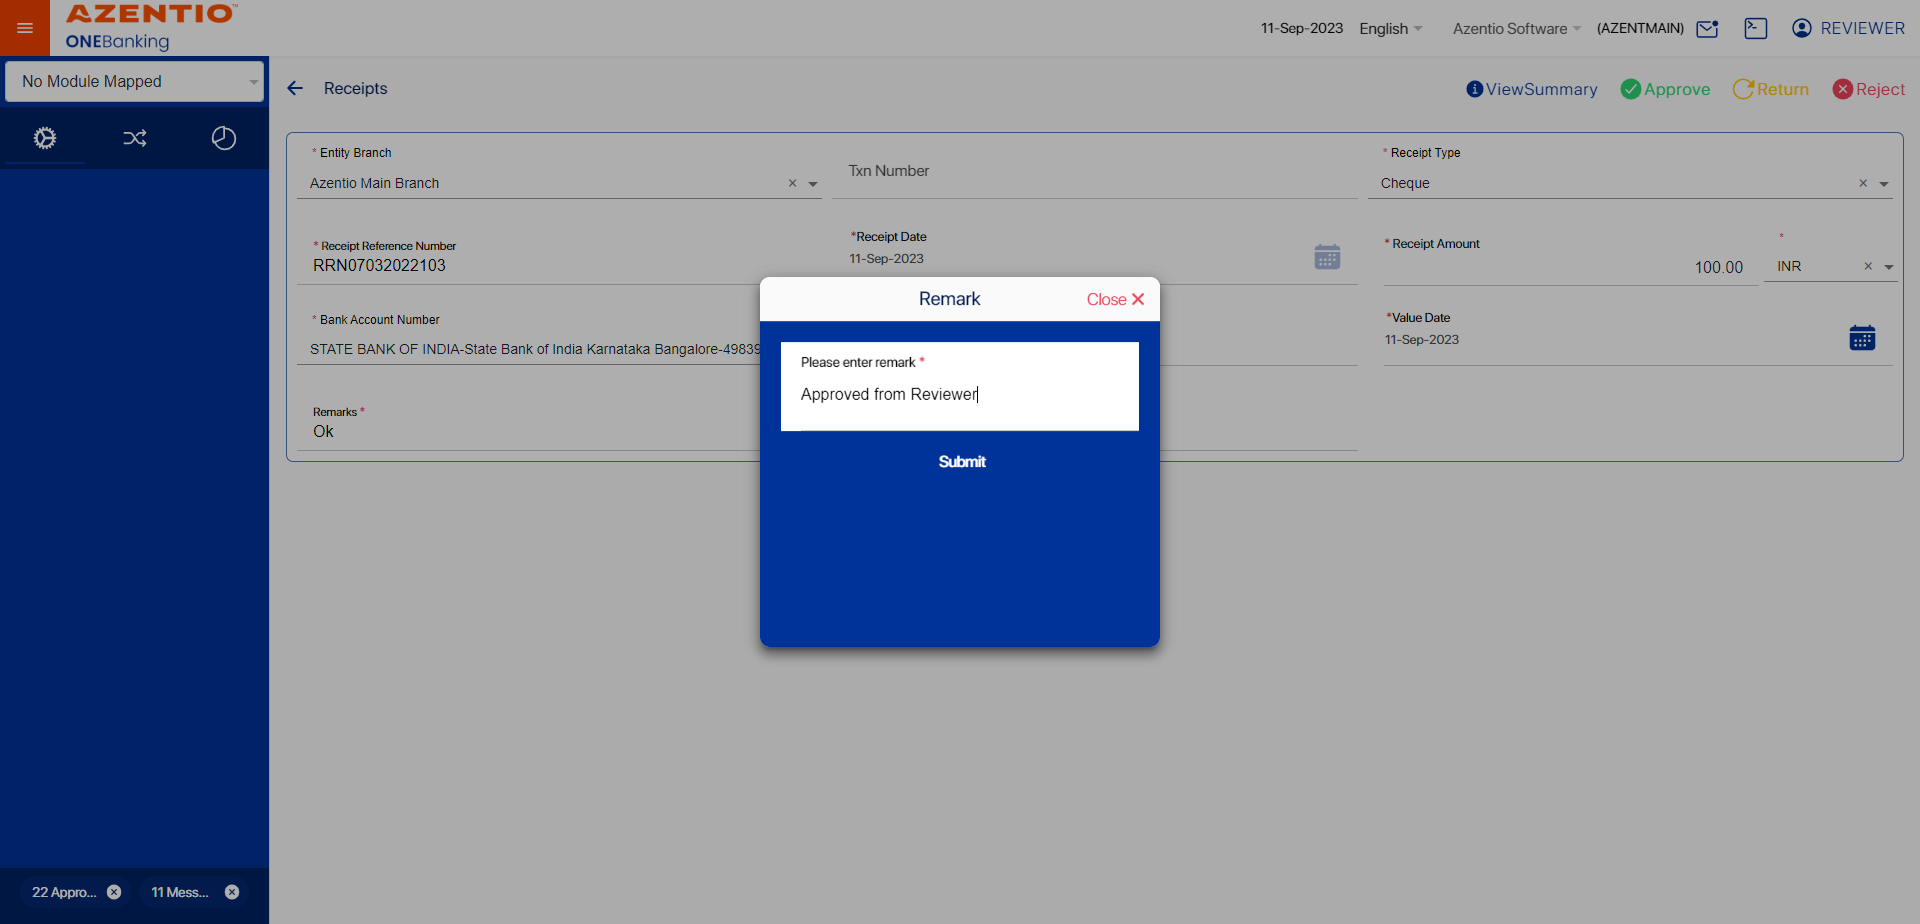 AZENTIO™
ONEBanking
11-Sep-2023
English
Azentio Software
(AZENTMAIN)
REVIEWER
No Module Mapped
Receipts
ViewSummary
Approve
Return
Reject
* Entity Branch
Azentio Main Branch
Txn Number
* Receipt Type
Cheque
* Receipt Reference Number
RRN07032022103
*Receipt Date
11-Sep-2023
* Receipt Amount
100.00
*
INR
* Bank Account Number
STATE BANK OF INDIA-State Bank of India Karnataka Bangalore-49839
*Value Date
11-Sep-2023
Remarks *
Ok
Remark
Close
Please enter remark *
Approved from Reviewer
Submit
22 Appro...
11 Mess...